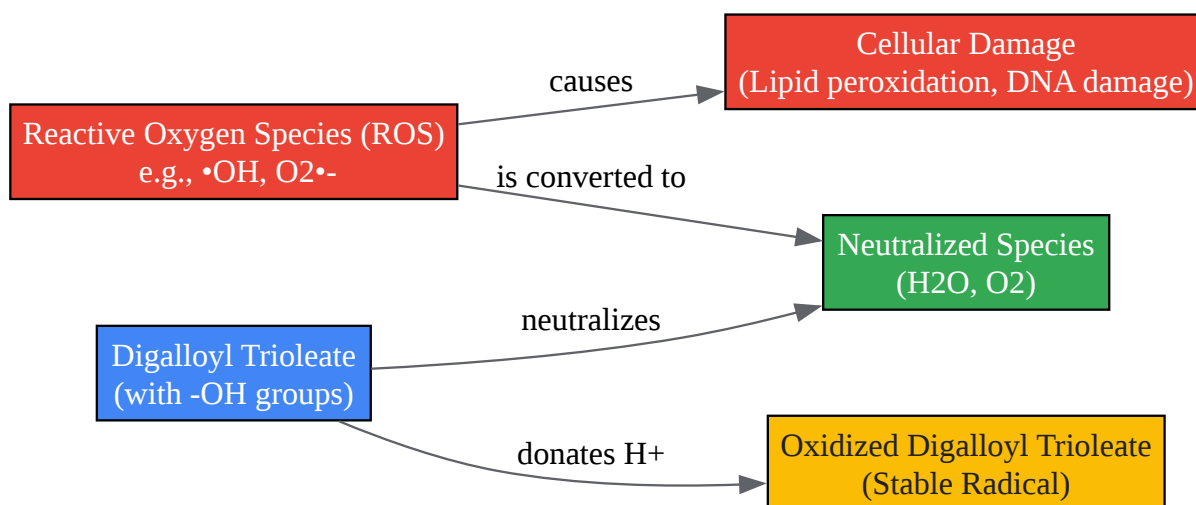 Cellular Damage
(Lipid peroxidation, DNA damage)
causes
Reactive Oxygen Species (ROS)
e.g., •OH, O2•-
is converted to
Neutralized Species
(H2O, O2)
neutralizes
Digalloyl Trioleate
(with -OH groups)
donates H+
Oxidized Digalloyl Trioleate
(Stable Radical)